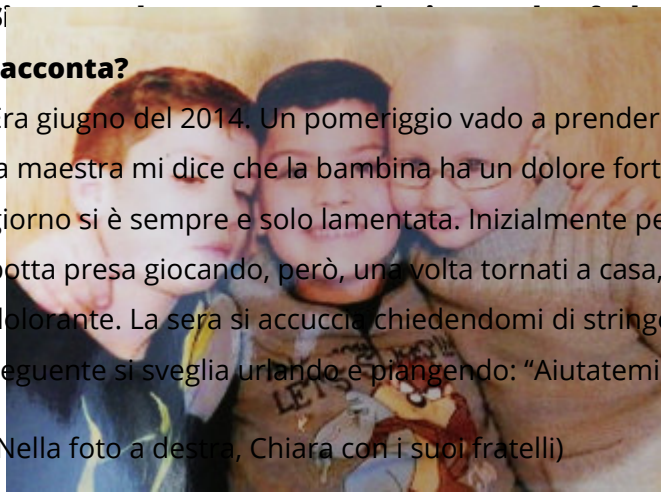 acconta?
ra giugno del 2014. Un pomeriggio vado a prender
a maestra mi dice che la bambina ha un dolore fort
giorno si è sempre e solo lamentata. Inizialmente pe
botta presa giocando, però, una volta tornati a casa,
dolorante. La sera si accuccia chiedendomi di string
eguente si sveglia urlando e piangendo: “Aiutatemi
Nella foto a destra, Chiara con i suoi fratelli)
LET'S